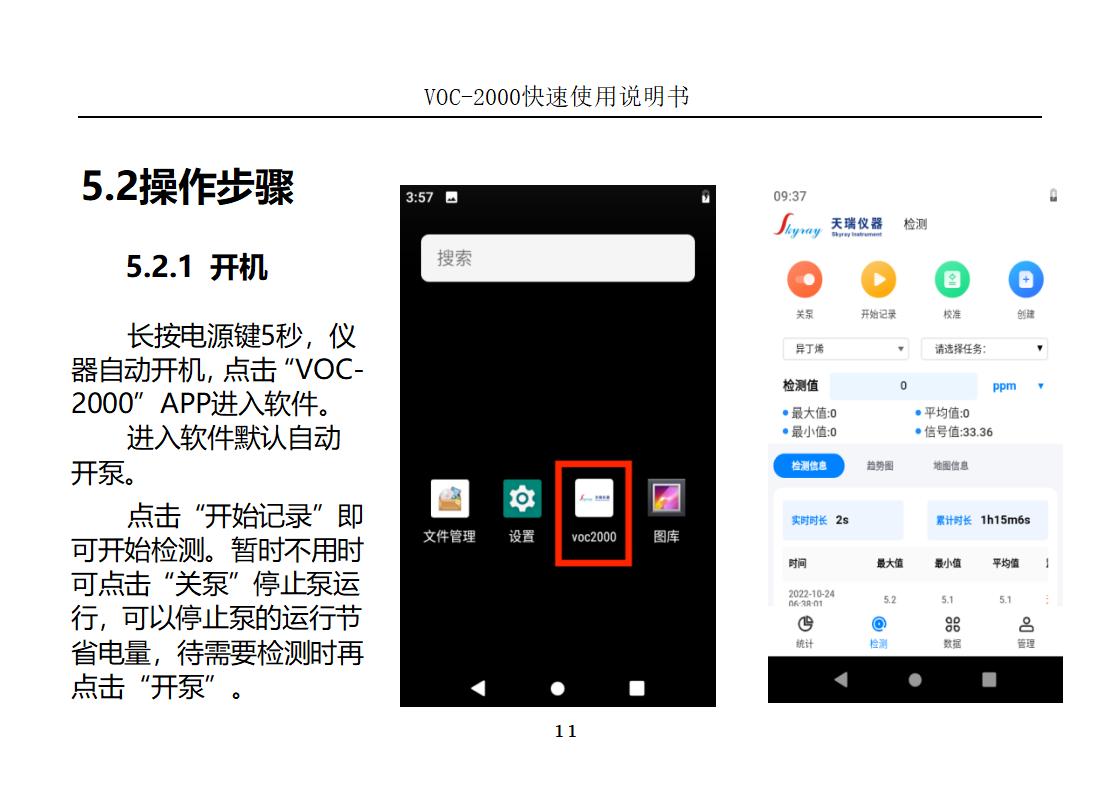 VOC-2000快速使用说明书
5.2操作步骤
5.2.1 开机
长按电源键5秒，仪
器自动开机，点击“VOC-
2000”APP进入软件。
进入软件默认自动
开泵。
点击“开始记录”即
可开始检测。暂时不用时
可点击“关泵”停止泵运
行，可以停止泵的运行节
省电量，待需要检测时再
点击“开泵”。
3:57
搜索
文件管理 设置 voc2000 图库
09:37
Skyray 天瑞仪器 检测
Skyray Instrument
关泵 开始记录 校准 创建
异丁烯 请选择任务:
检测值 0 ppm
最大值:0 平均值:0
最小值:0 信号值:33.36
检测信息 趋势图 地图信息
实时时长 2s 累计时长 1h15m6s
时间 最大值 最小值 平均值
2022-10-24 5.2 5.1 5.1
06:38:01
统计 检测 数据 管理
11